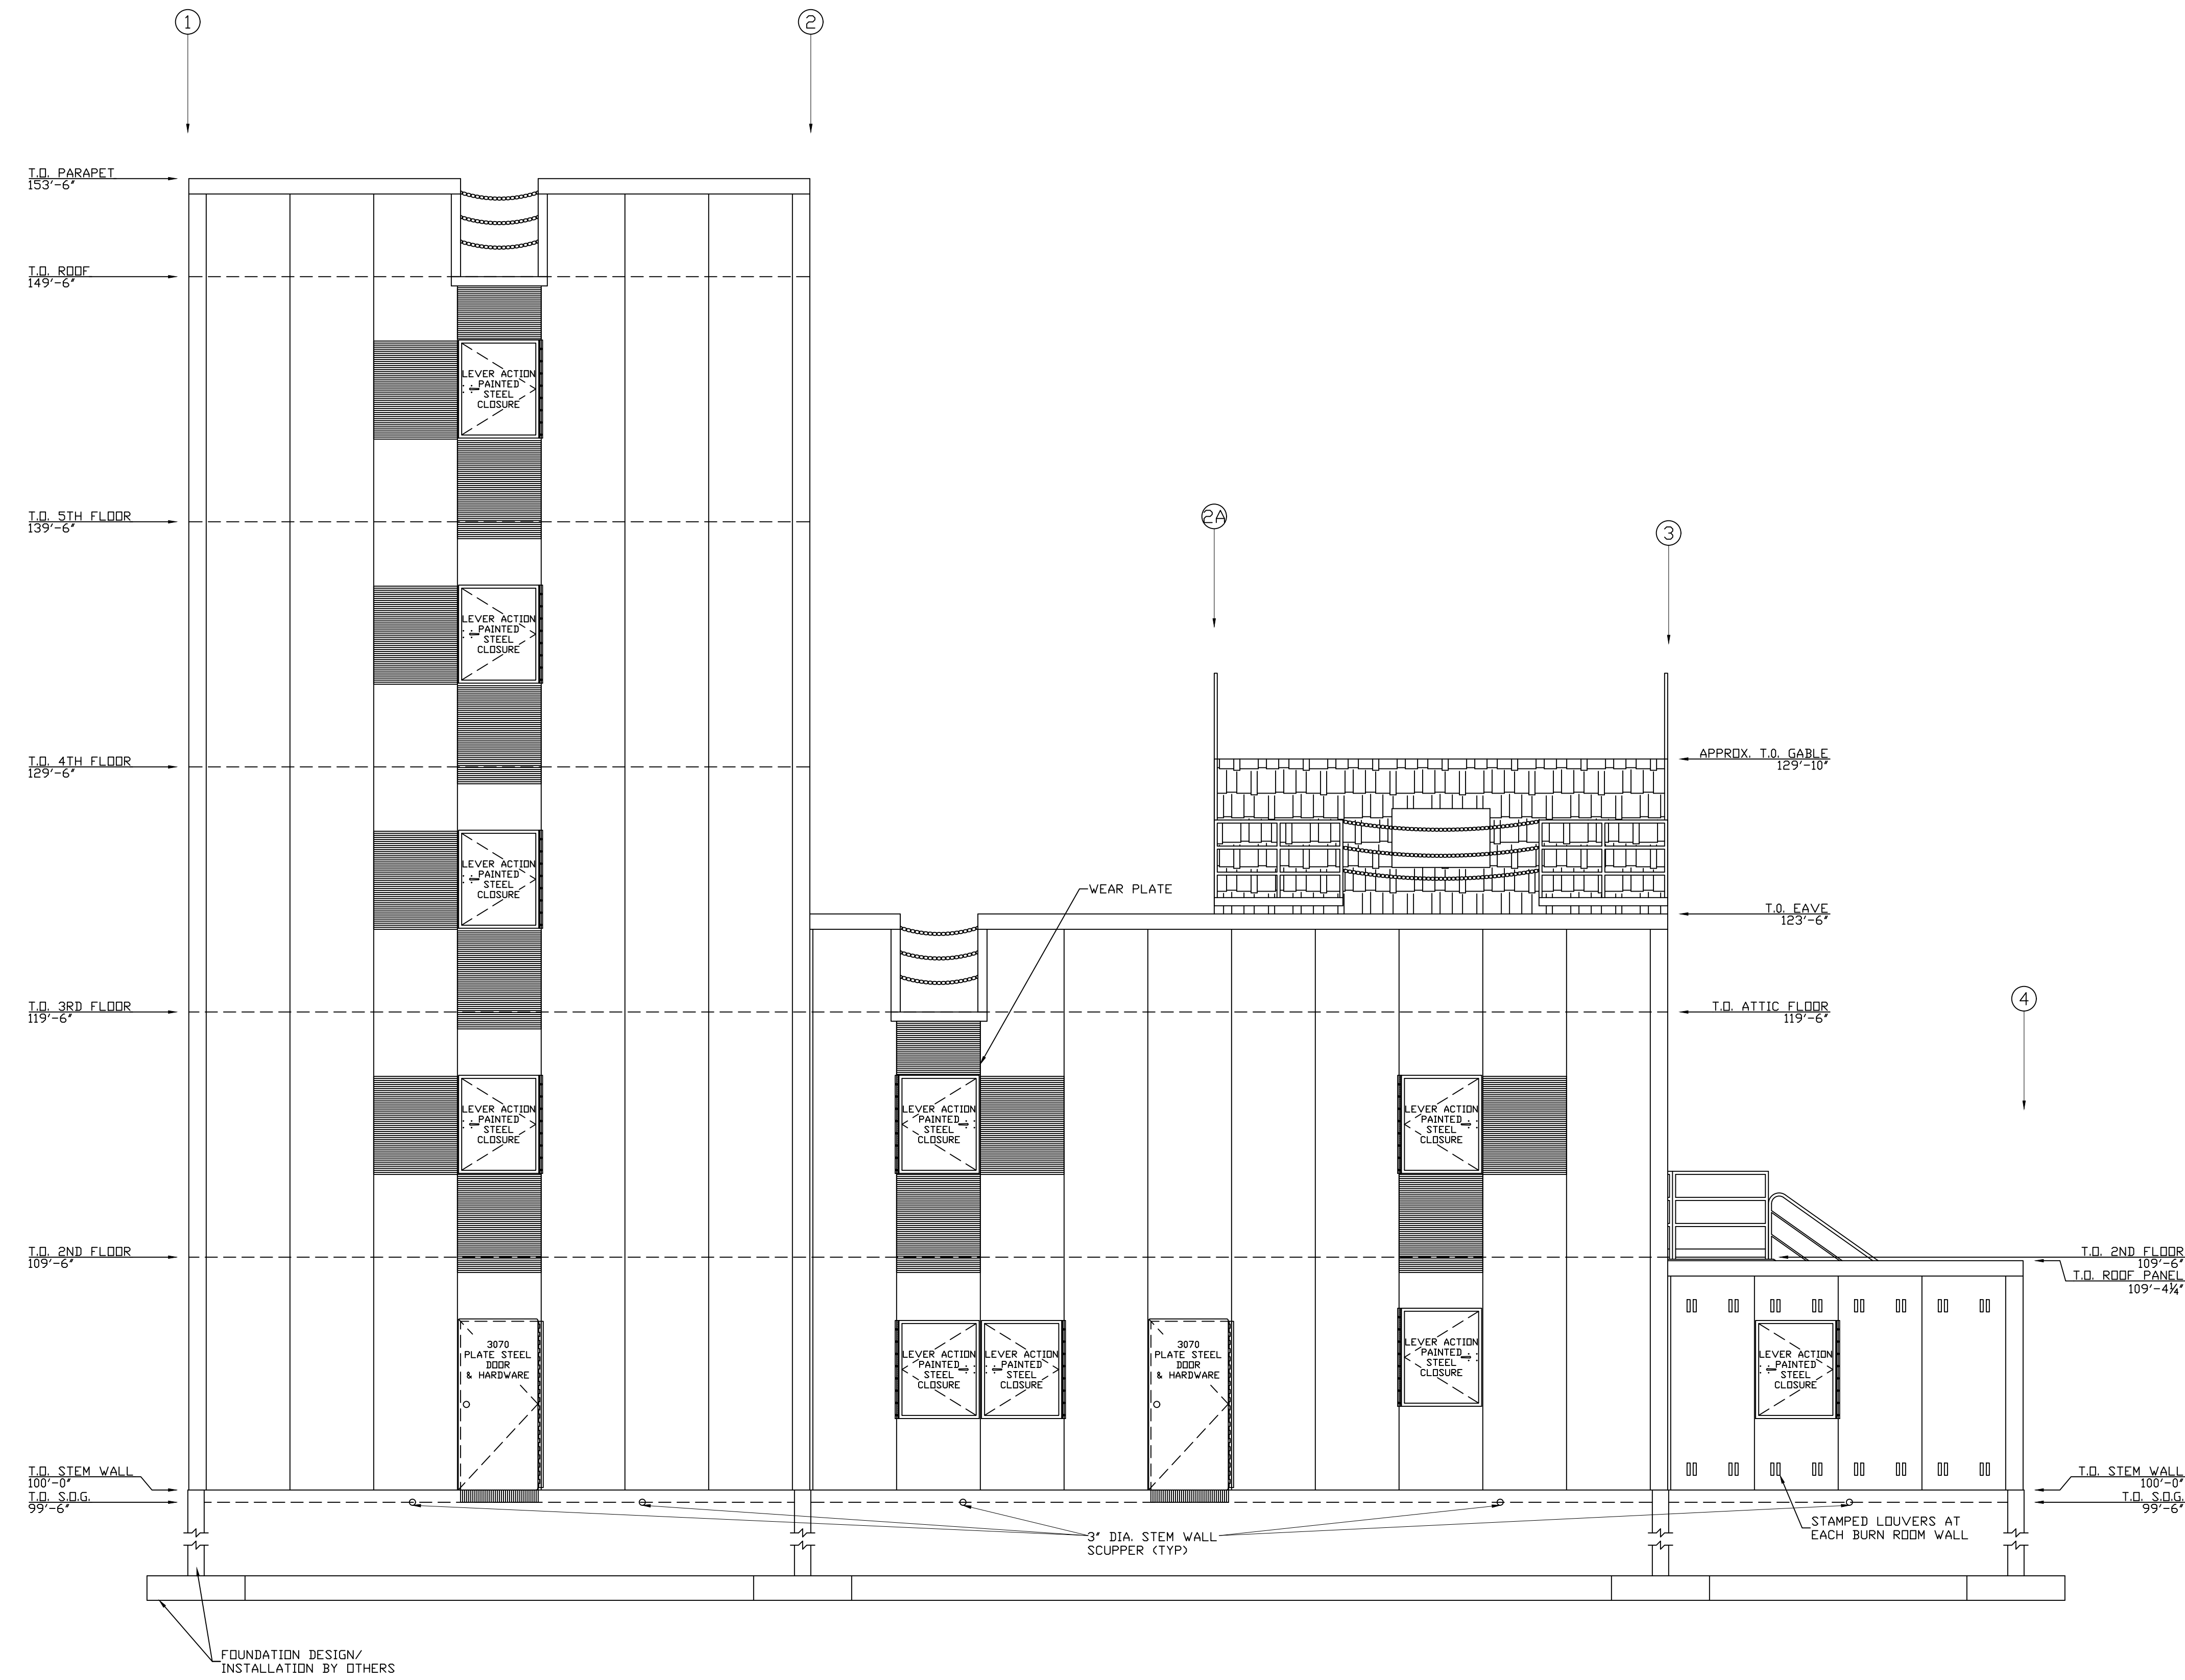 1
2
T.O. PARAPET
153'-6"
T.O. ROOF
149'-6"
LEVER ACTION
PAINTED
STEEL
CLOSURE
T.O. 5TH FLOOR
139'-6"
2A
3
LEVER ACTION
PAINTED
STEEL
CLOSURE
T.O. 4TH FLOOR
129'-6"
APPROX. T.O. GABLE
129'-10"
LEVER ACTION
PAINTED
STEEL
CLOSURE
WEAR PLATE
T.O. EAVE
123'-6"
T.O. 3RD FLOOR
119'-6"
T.O. ATTIC FLOOR
119'-6"
4
LEVER ACTION
PAINTED
STEEL
CLOSURE
LEVER ACTION
PAINTED
STEEL
CLOSURE
LEVER ACTION
PAINTED
STEEL
CLOSURE
T.O. 2ND FLOOR
109'-6"
T.O. 2ND FLOOR
109'-6"
T.O. ROOF PANEL
109'-4¼"
3070
PLATE STEEL
DOOR
& HARDWARE
LEVER ACTION
PAINTED
STEEL
CLOSURE
LEVER ACTION
PAINTED
STEEL
CLOSURE
3070
PLATE STEEL
DOOR
& HARDWARE
LEVER ACTION
PAINTED
STEEL
CLOSURE
LEVER ACTION
PAINTED
STEEL
CLOSURE
T.O. STEM WALL
100'-0"
T.O. S.O.G.
99'-6"
T.O. STEM WALL
100'-0"
T.O. S.O.G.
99'-6"
3" DIA. STEM WALL
SCUPPER (TYP)
STAMPED LOUVERS AT
EACH BURN ROOM WALL
FOUNDATION DESIGN/
INSTALLATION BY OTHERS